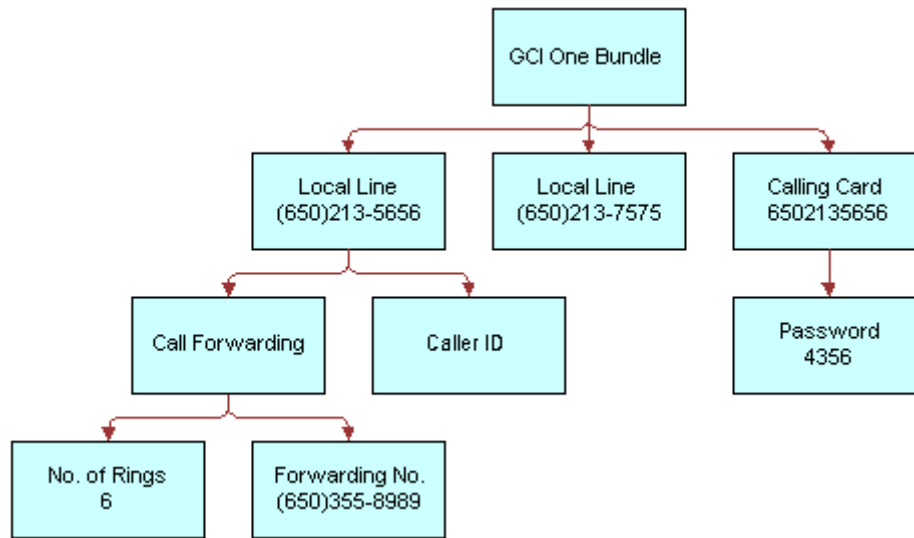 GCI One Bundle
Local Line
(650)213-5656
Local Line
(650)213-7575
Calling Card
6502135656
Call Forwarding
Caller ID
Password
4356
No. of Rings
6
Forwarding No.
(650)355-8989